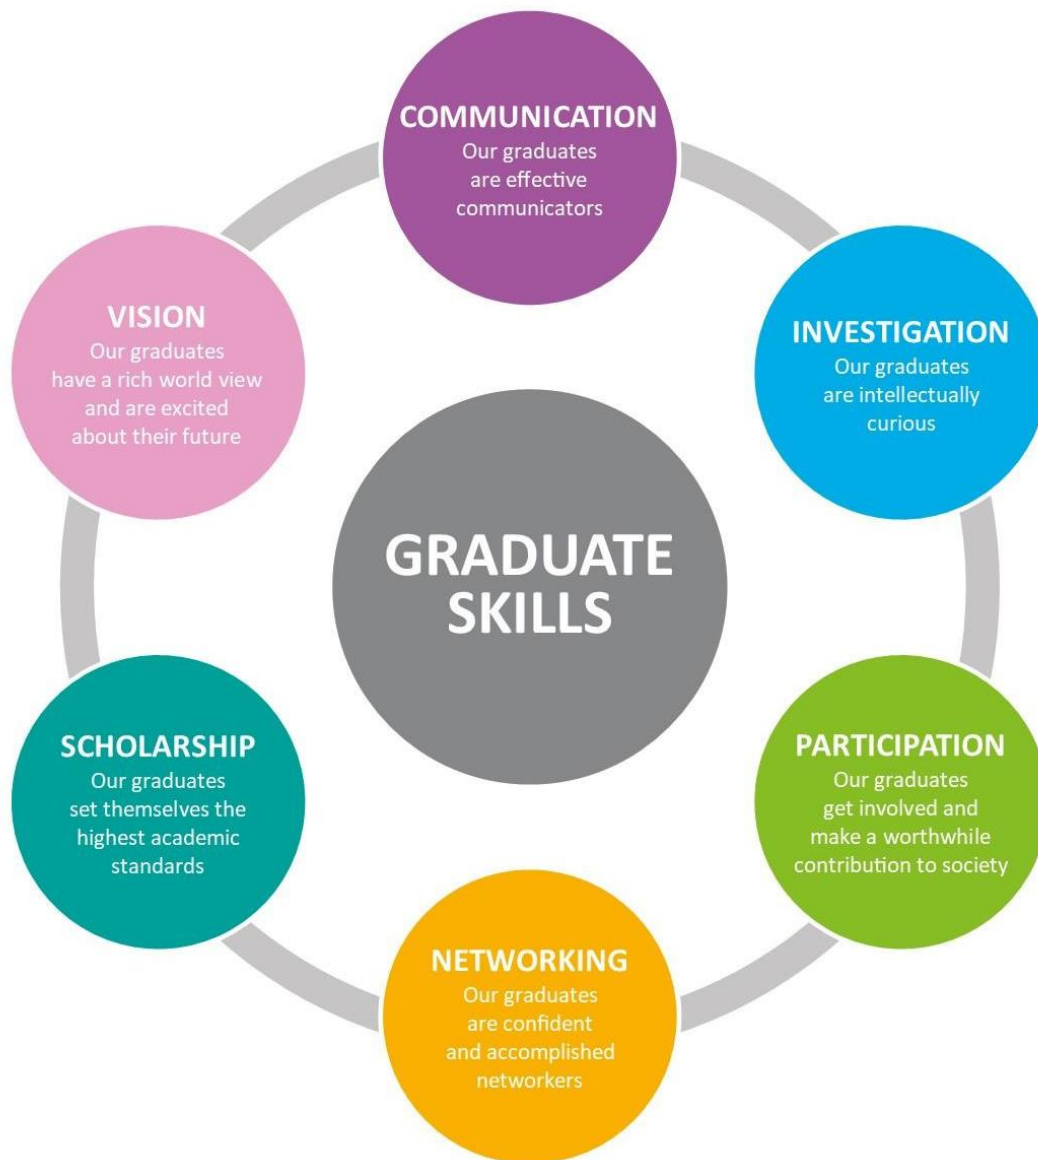 COMMUNICATION
Our graduates
are effective
communicators
INVESTIGATION
Our graduates
are intellectually
curious
PARTICIPATION
Our graduates
get involved and
make a worthwhile
contribution to society
NETWORKING
Our graduates
are confident
and accomplished
networkers
SCHOLARSHIP
Our graduates
set themselves the
highest academic
standards
VISION
Our graduates
have a rich world view
and are excited
about their future
GRADUATE
SKILLS